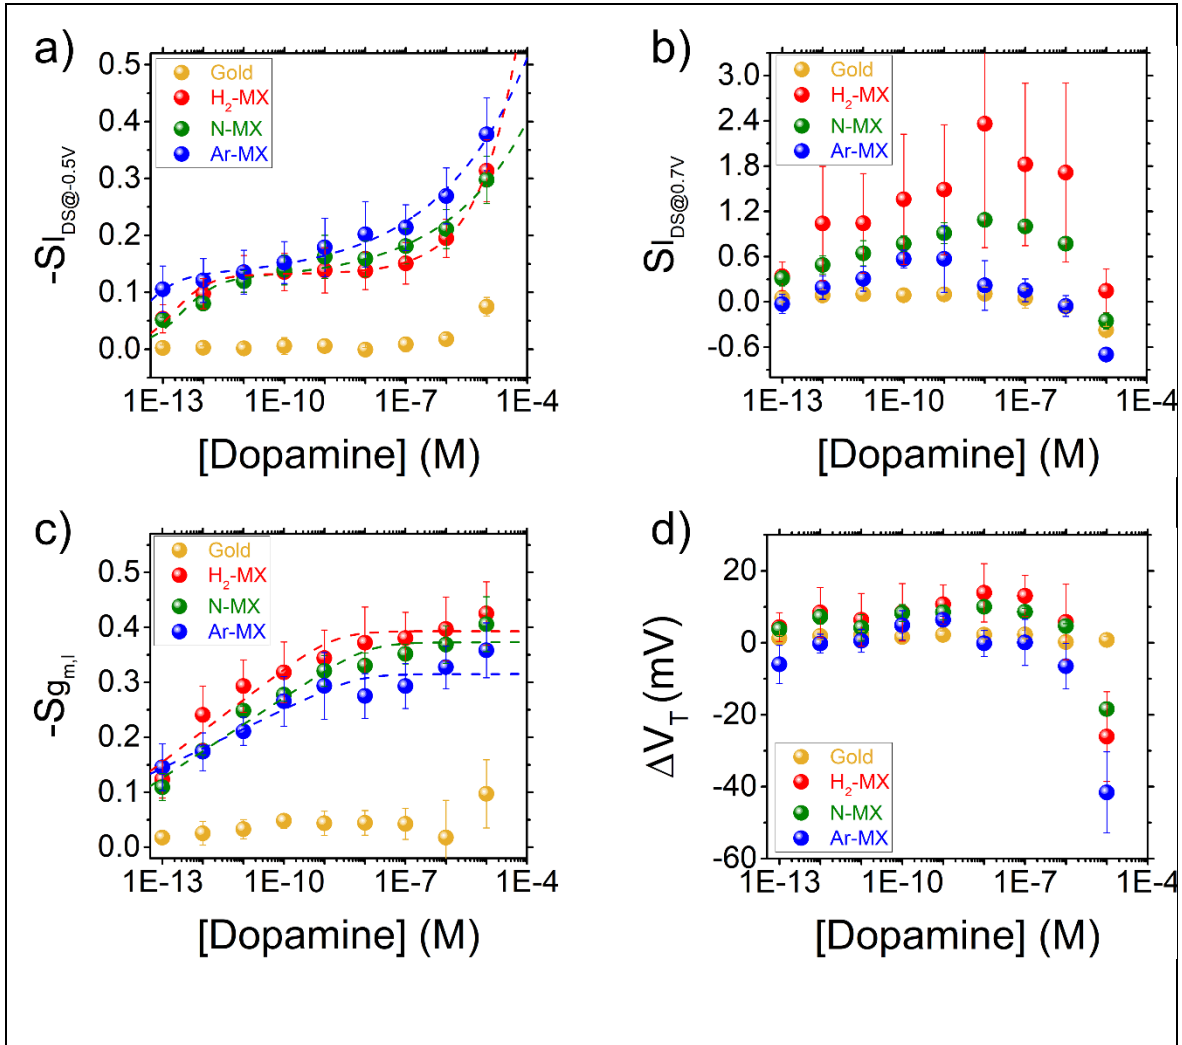 a)
0.5
0.4
0.3
0.2
0.1
0.0
-SI_DS@-0.5V
Gold
H₂-MX
N-MX
Ar-MX
1E-13 1E-10 1E-7 1E-4
[Dopamine] (M)
b)
3.0
2.4
1.8
1.2
0.6
0.0
-0.6
SI_DS@0.7V
Gold
H₂-MX
N-MX
Ar-MX
1E-13 1E-10 1E-7 1E-4
[Dopamine] (M)
c)
0.5
0.4
0.3
0.2
0.1
0.0
-Sg_m,l
Gold
H₂-MX
N-MX
Ar-MX
1E-13 1E-10 1E-7 1E-4
[Dopamine] (M)
d)
20
0
-20
-40
-60
ΔV_T (mV)
Gold
H₂-MX
N-MX
Ar-MX
1E-13 1E-10 1E-7 1E-4
[Dopamine] (M)